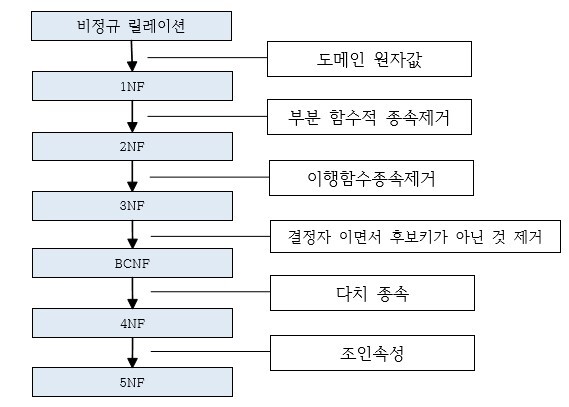 비정규 릴레이션
도메인 원자값
1NF
부분 함수적 종속제거
2NF
이행함수종속제거
3NF
결정자 이면서 후보키가 아닌 것 제거
BCNF
다치 종속
4NF
조인속성
5NF